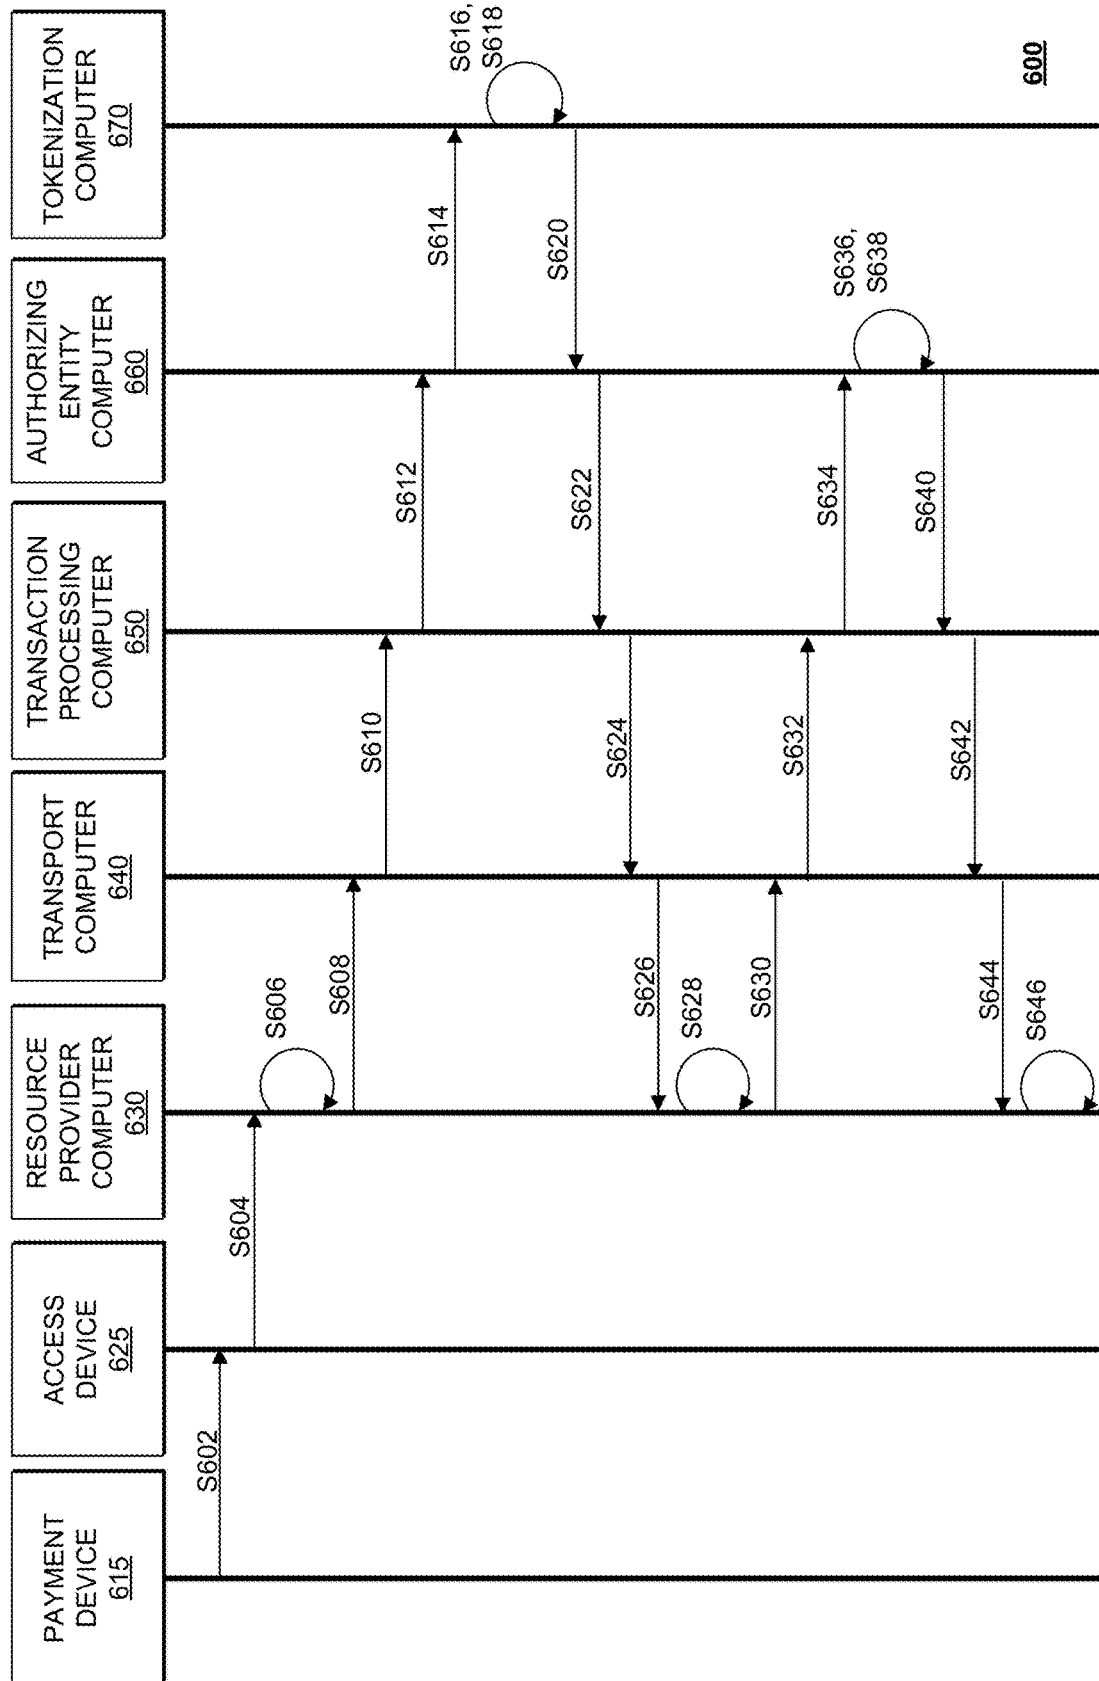 PAYMENT
DEVICE
615
ACCESS
DEVICE
625
RESOURCE
PROVIDER
COMPUTER
630
TRANSPORT
COMPUTER
640
TRANSACTION
PROCESSING
COMPUTER
650
AUTHORIZING
ENTITY
COMPUTER
660
TOKENIZATION
COMPUTER
670
S602
S604
S606
S608
S610
S612
S614
S616,
S618
S620
S622
S624
S626
S628
S630
S632
S634
S636,
S638
S640
S642
S644
S646
600